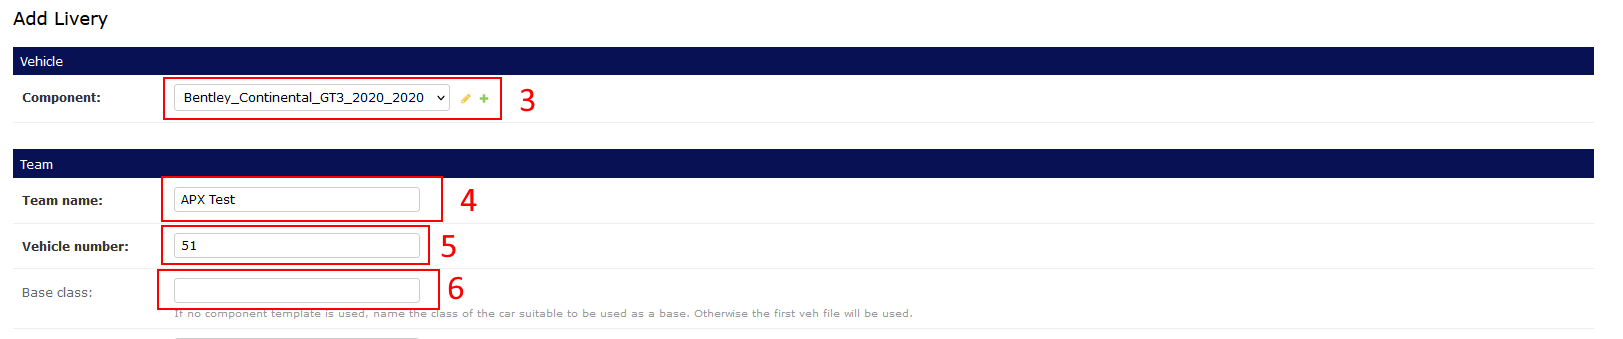 Add Livery
Vehicle
Component: Bentley_Continental_GT3_2020_2020 3
Team
Team name: APX Test 4
Vehicle number: 51 5
Base class: 6
If no component template is used, name the class of the car suitable to be used as a base. Otherwise the first veh file will be used.